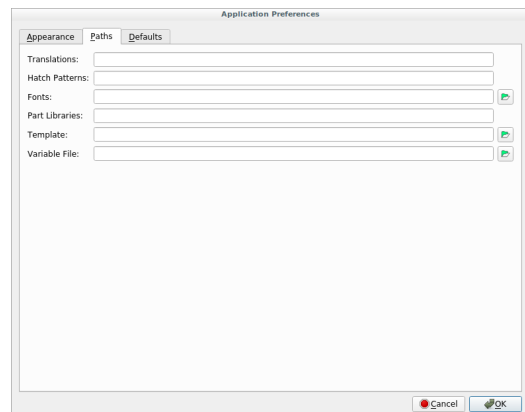 Application Preferences
Appearance Paths Defaults
Translations:
Hatch Patterns:
Fonts:
Part Libraries:
Template:
Variable File:
Cancel OK